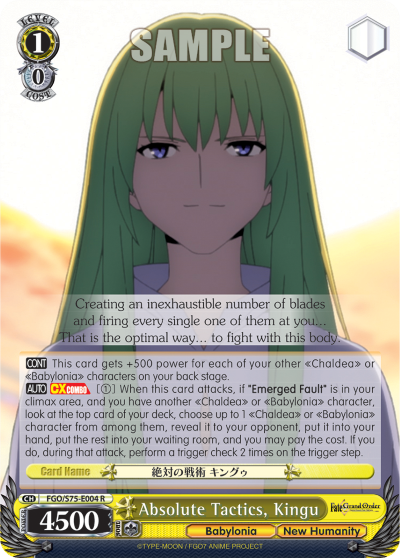 LEVEL
1
0
COST
SAMPLE
Creating an inexhaustible number of blades
and firing every single one of them at you...
That is the optimal way... to fight with this body.
CONT This card gets +500 power for each of your other «Chaldea» or
«Babylonia» characters on your back stage.
AUTO CXCOMBO [(1)] When this card attacks, if "Emerged Fault" is in your
climax area, and you have another «Chaldea» or «Babylonia» character,
look at the top card of your deck, choose up to 1 «Chaldea» or «Babylonia»
character from among them, reveal it to your opponent, put it into your
hand, put the rest into your waiting room, and you may pay the cost. If you
do, during that attack, perform a trigger check 2 times on the trigger step.
Card Name
絶対の戦術 キングゥ
CD FGO/S75-E004 R
4500
Absolute Tactics, Kingu
Fate/Grand Order
Babylonia
New Humanity
©TYPE-MOON / FGO7 ANIME PROJECT